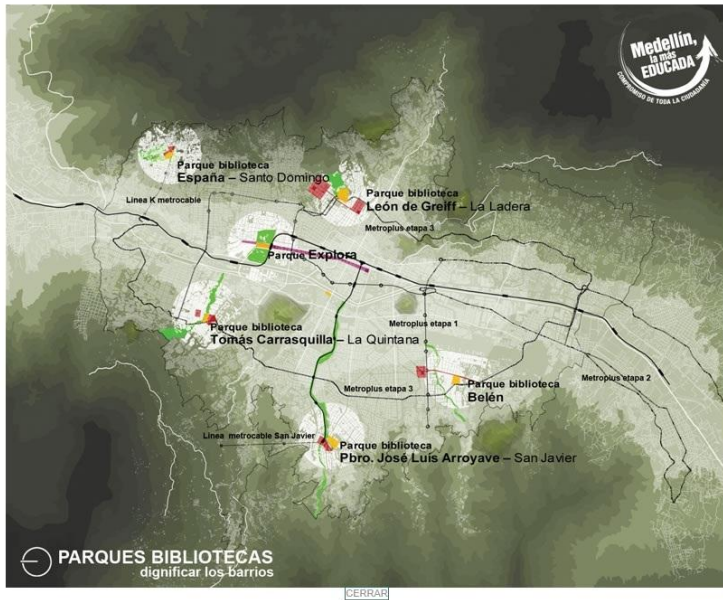 Medellín,
la más
EDUCADA
COMPROMISO DE TODA LA CIUDADANÍA
Parque biblioteca
España – Santo Domingo
Linea K metrocable
Parque biblioteca
León de Greiff – La Ladera
Metroplus etapa 3
Parque Explora
Parque biblioteca
Tomás Carrasquilla – La Quintana
Metroplus etapa 1
Metroplus etapa 3
Parque biblioteca
Belén
Metroplus etapa 2
Linea metrocable San Javier
Parque biblioteca
Pbro. José Luís Arroyave – San Javier
PARQUES BIBLIOTECAS
dignificar los barrios
CERRAR